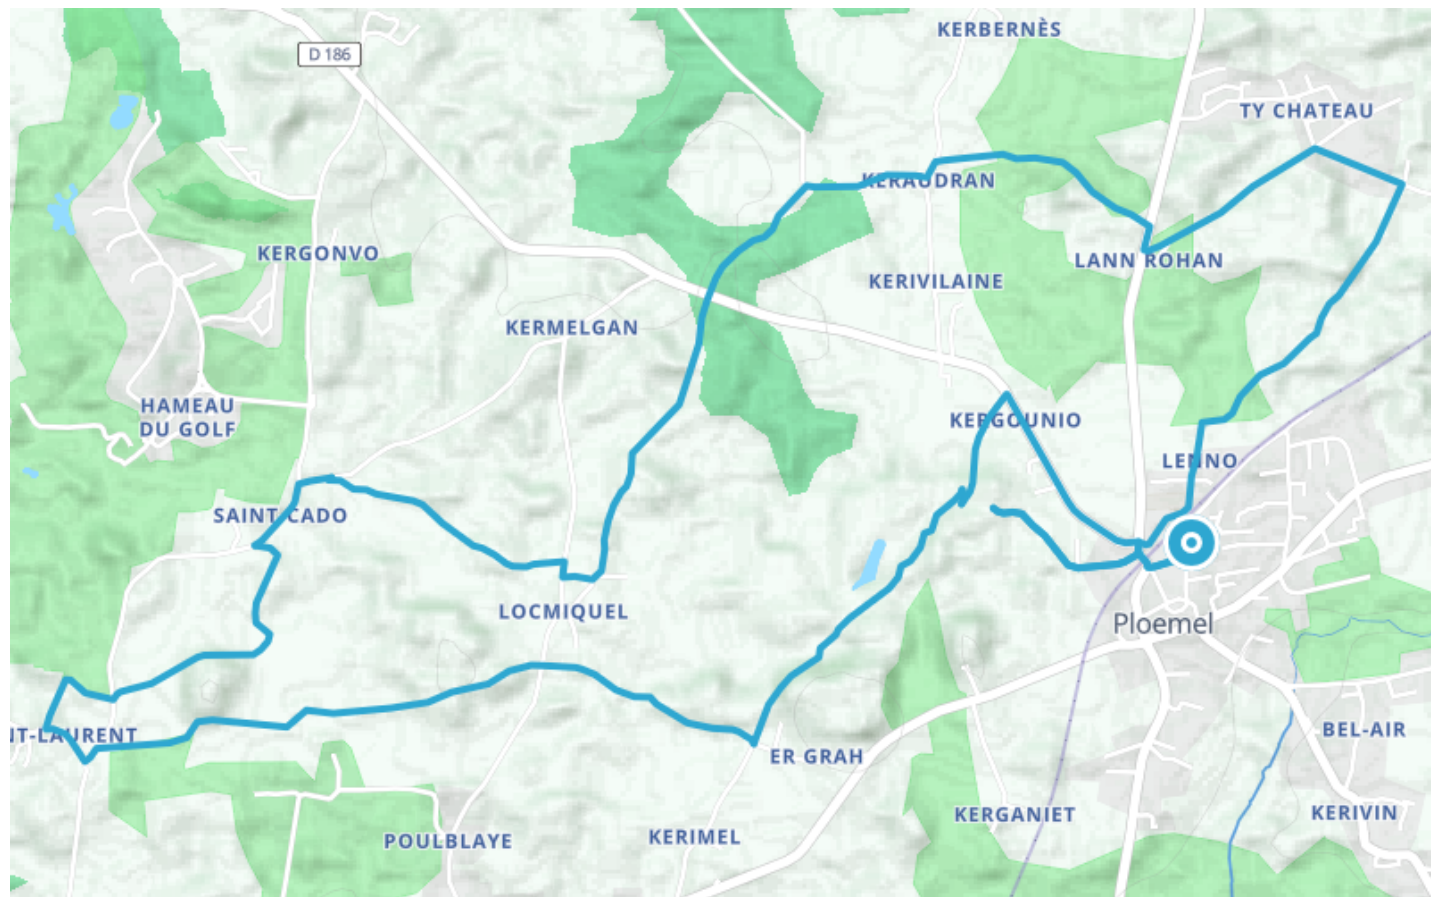 KERBERNÈS
D 186
TY CHATEAU
KERAUDRAN
KERGONVO
LANN ROHAN
KERIVILAINE
KERMELGAN
HAMEAU
DU GOLF
KERGOUNIO
LENNO
SAINT CADO
LOCMIQUEL
Ploemel
NT-LAURENT
BEL-AIR
ER GRAH
KERGANIET
KERIVIN
POULBLAYE
KERIMEL